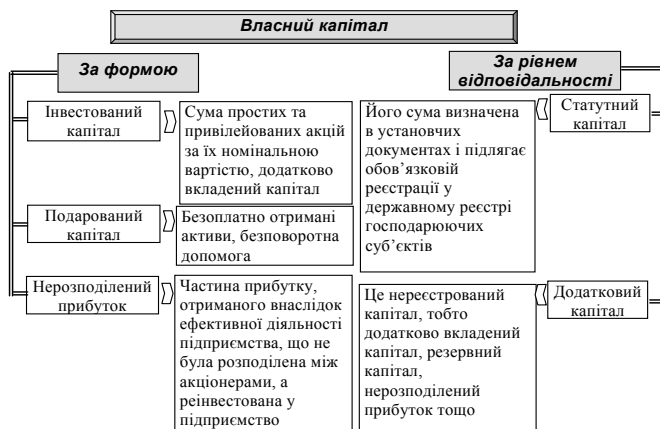 Власний капітал
За формою
За рівнем
відповідальності
Інвестований
капітал
Сума простих та
привілейованих акцій
за їх номінальною
вартістю, додатково
вкладений капітал
Його сума визначена
в установчих
документах і підлягає
обов’язковій
реєстрації у
державному реєстрі
господарюючих
суб’єктів
Статутний
капітал
Подарований
капітал
Безоплатно отримані
активи, безповоротна
допомога
Нерозподілений
прибуток
Частина прибутку,
отриманого внаслідок
ефективної діяльності
підприємства, що не
була розподілена між
акціонерами, а
реінвестована у
підприємство
Це нереєстрований
капітал, тобто
додатково вкладений
капітал, резервний
капітал,
нерозподілений
прибуток тощо
Додатковий
капітал